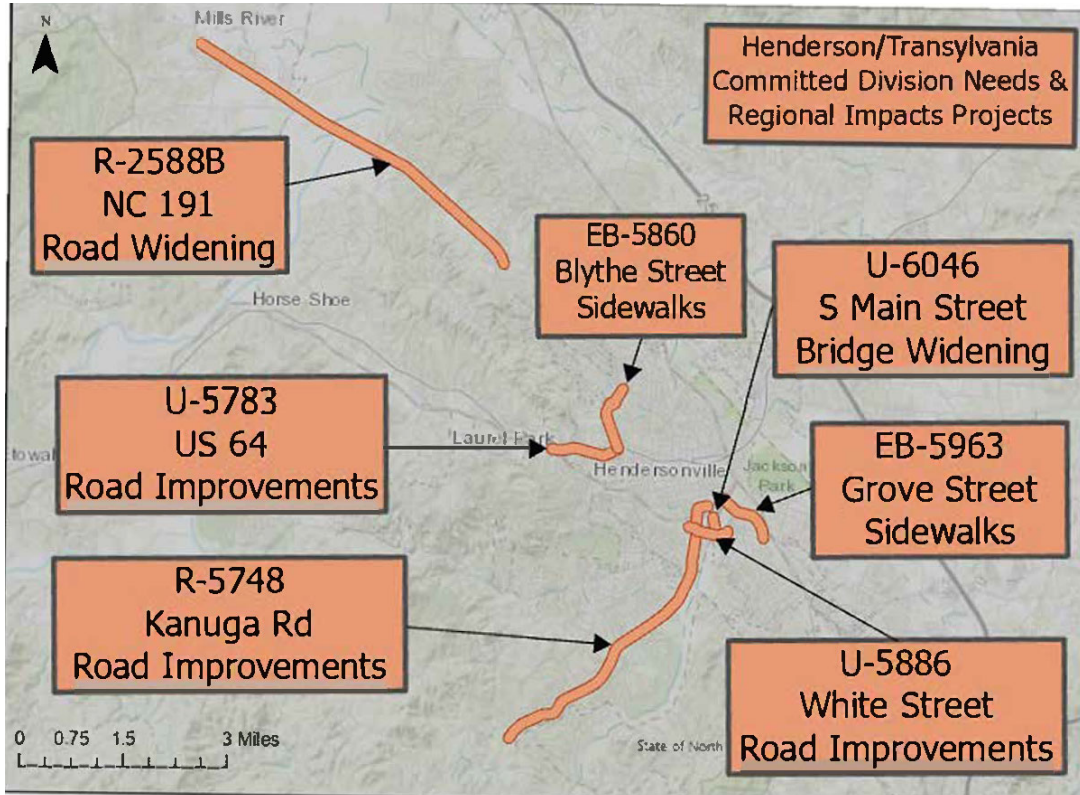 N
Mills River
Henderson/Transylvania
Committed Division Needs &
Regional Impacts Projects
R-2588B
NC 191
Road Widening
EB-5860
Blythe Street
Sidewalks
U-6046
S Main Street
Bridge Widening
Horse Shoe
U-5783
US 64
Road Improvements
Laurel Park
Hendersonville
Jackson
Park
EB-5963
Grove Street
Sidewalks
R-5748
Kanuga Rd
Road Improvements
U-5886
White Street
Road Improvements
0 0.75 1.5 3 Miles
State of North